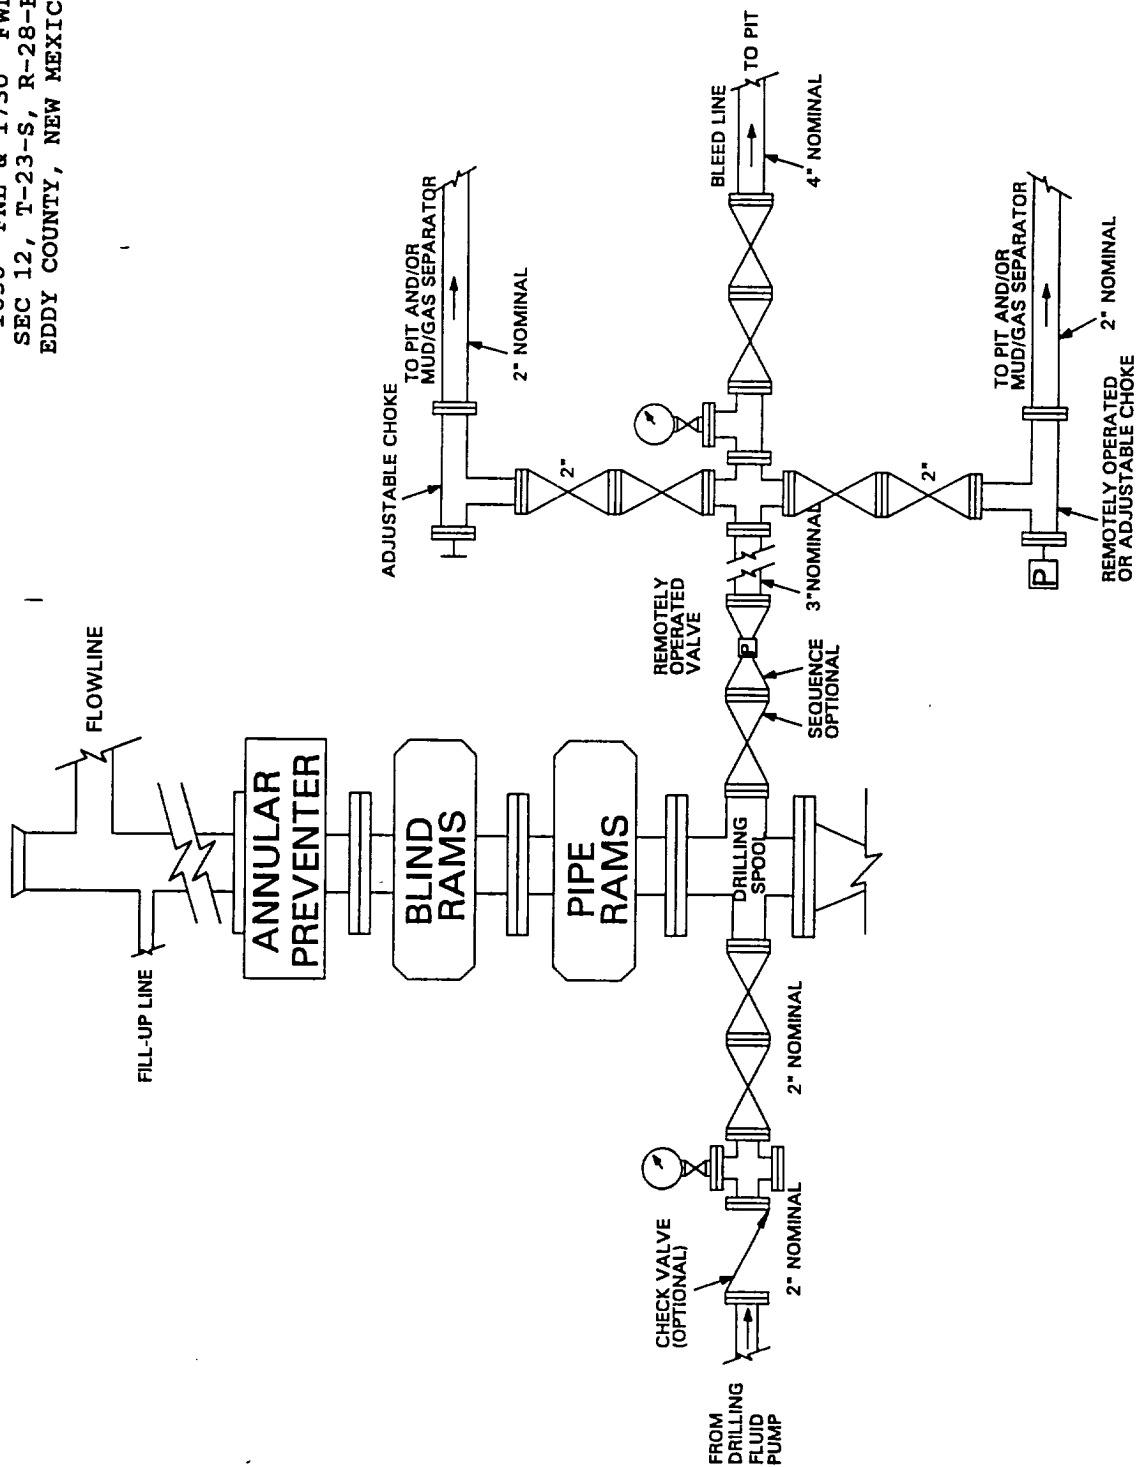 SEC 12, T-23-S, R-28-E
EDDY COUNTY, NEW MEXIC
FLOWLINE
FILL-UP LINE
ANNULAR
PREVENTER
BLIND
RAMS
PIPE
RAMS
DRILLING
SPOOL
ADJUSTABLE CHOKE
TO PIT AND/OR
MUD/GAS SEPARATOR
2" NOMINAL
2"
BLEED LINE
TO PIT
4" NOMINAL
REMOTELY
OPERATED
VALVE
P
3"NOMINAL
SEQUENCE
OPTIONAL
2"
TO PIT AND/OR
MUD/GAS SEPARATOR
2" NOMINAL
P
REMOTELY OPERATED
OR ADJUSTABLE CHOKE
2" NOMINAL
CHECK VALVE
(OPTIONAL)
2" NOMINAL
FROM
DRILLING
FLUID
PUMP